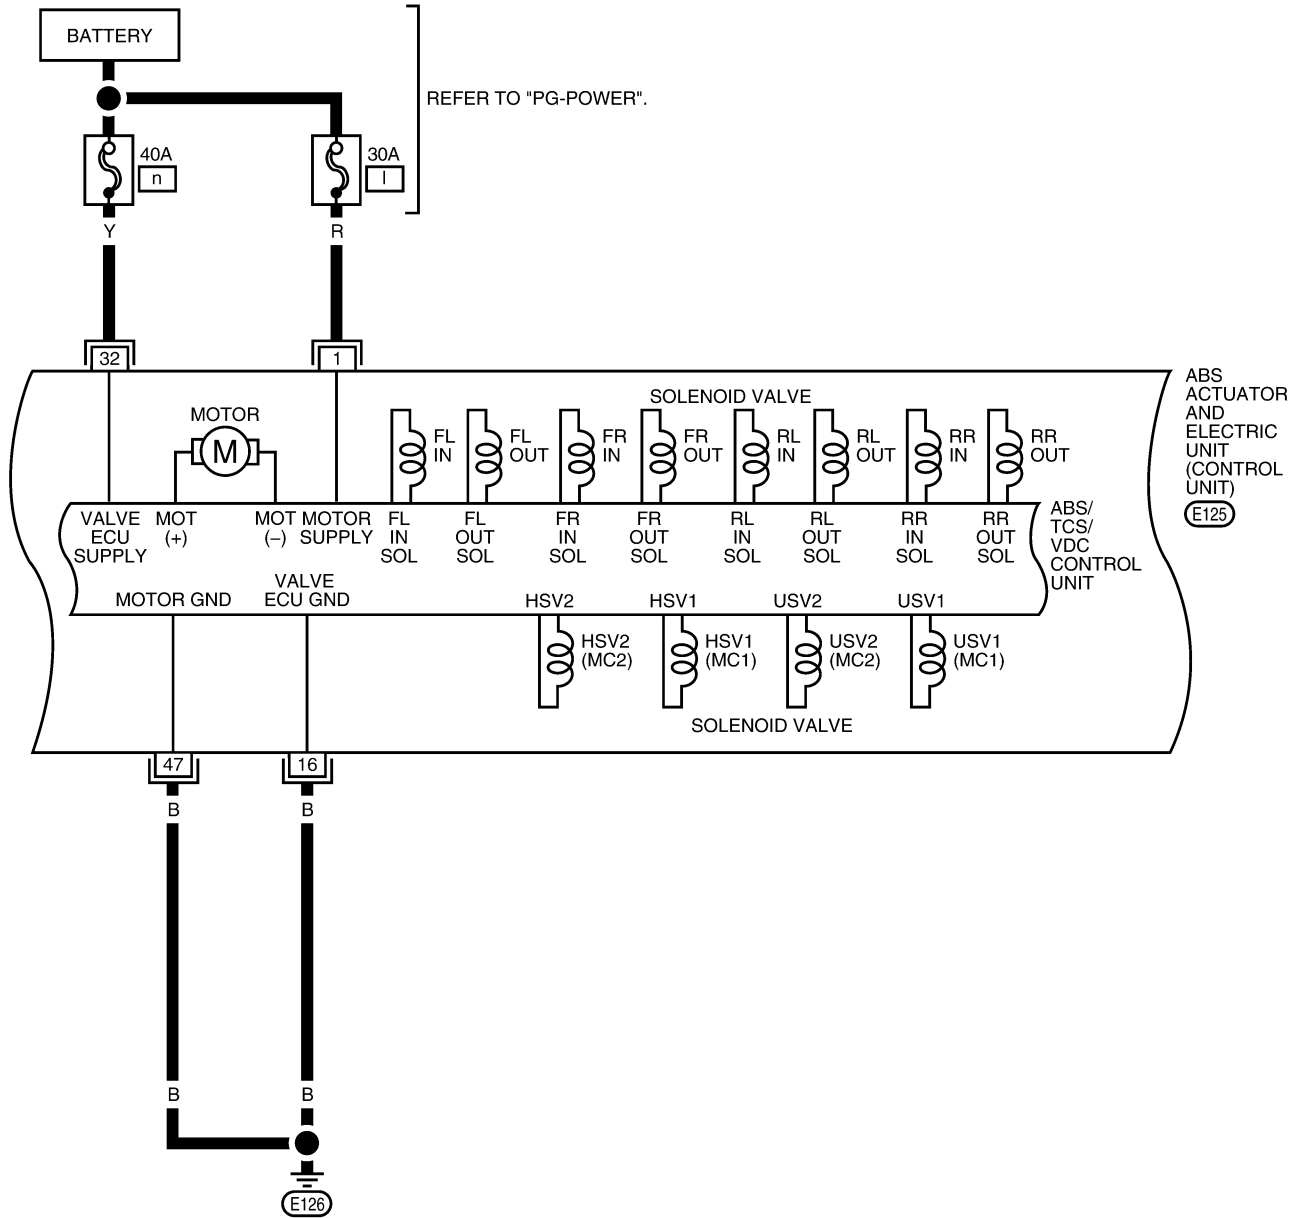 BATTERY
REFER TO "PG-POWER".
40A
n
30A
I
Y
R
32
1
ABS
ACTUATOR
AND
ELECTRIC
UNIT
(CONTROL
UNIT)
E125
SOLENOID VALVE
MOTOR
M
FL
IN
FL
OUT
FR
IN
FR
OUT
RL
IN
RL
OUT
RR
IN
RR
OUT
VALVE
ECU
SUPPLY
MOT
(+)
MOT
(–)
MOTOR
SUPPLY
FL
IN
SOL
FL
OUT
SOL
FR
IN
SOL
FR
OUT
SOL
RL
IN
SOL
RL
OUT
SOL
RR
IN
SOL
RR
OUT
SOL
ABS/
TCS/
VDC
CONTROL
UNIT
MOTOR GND
VALVE
ECU GND
HSV2
HSV1
USV2
USV1
HSV2
(MC2)
HSV1
(MC1)
USV2
(MC2)
USV1
(MC1)
SOLENOID VALVE
47
16
B
B
B
B
E126